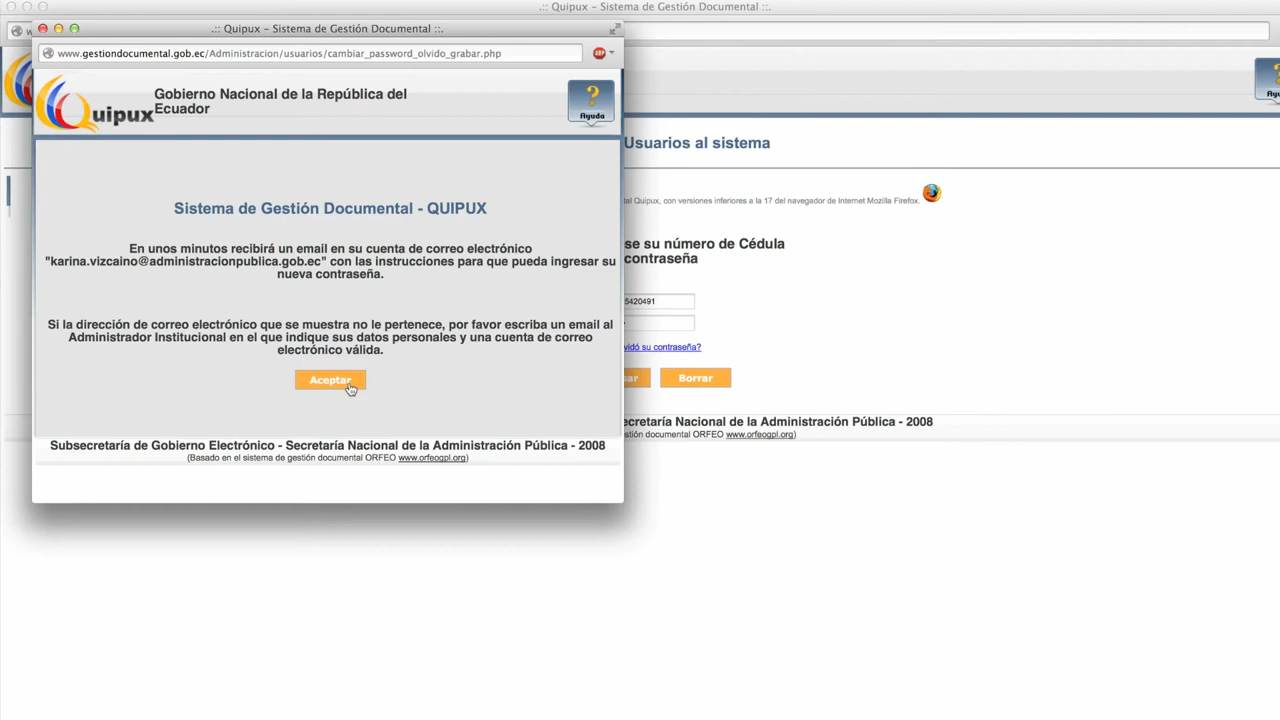 .:: Quipux – Sistema de Gestión Documental ::.
.:: Quipux – Sistema de Gestión Documental ::.
www.gestiondocumental.gob.ec/Administracion/usuarios/cambiar_password_olvido_grabar.php
ABP
Quipux
Gobierno Nacional de la República del
Ecuador
?
Ayuda
Sistema de Gestión Documental - QUIPUX
En unos minutos recibirá un email en su cuenta de correo electrónico
"karina.vizcaino@administracionpublica.gob.ec" con las instrucciones para que pueda ingresar su
nueva contraseña.
Si la dirección de correo electrónico que se muestra no le pertenece, por favor escriba un email al
Administrador Institucional en el que indique sus datos personales y una cuenta de correo
electrónico válida.
Aceptar
Subsecretaría de Gobierno Electrónico - Secretaría Nacional de la Administración Pública - 2008
(Basado en el sistema de gestión documental ORFEO www.orfeogpl.org)
Usuarios al sistema
tal Quipux, con versiones inferiores a la 17 del navegador de Internet Mozilla Firefox.
se su número de Cédula
contraseña
5420491
vidó su contraseña?
sar
Borrar
ecretaría Nacional de la Administración Pública - 2008
stión documental ORFEO www.orfeogpl.org)
?
Ayu